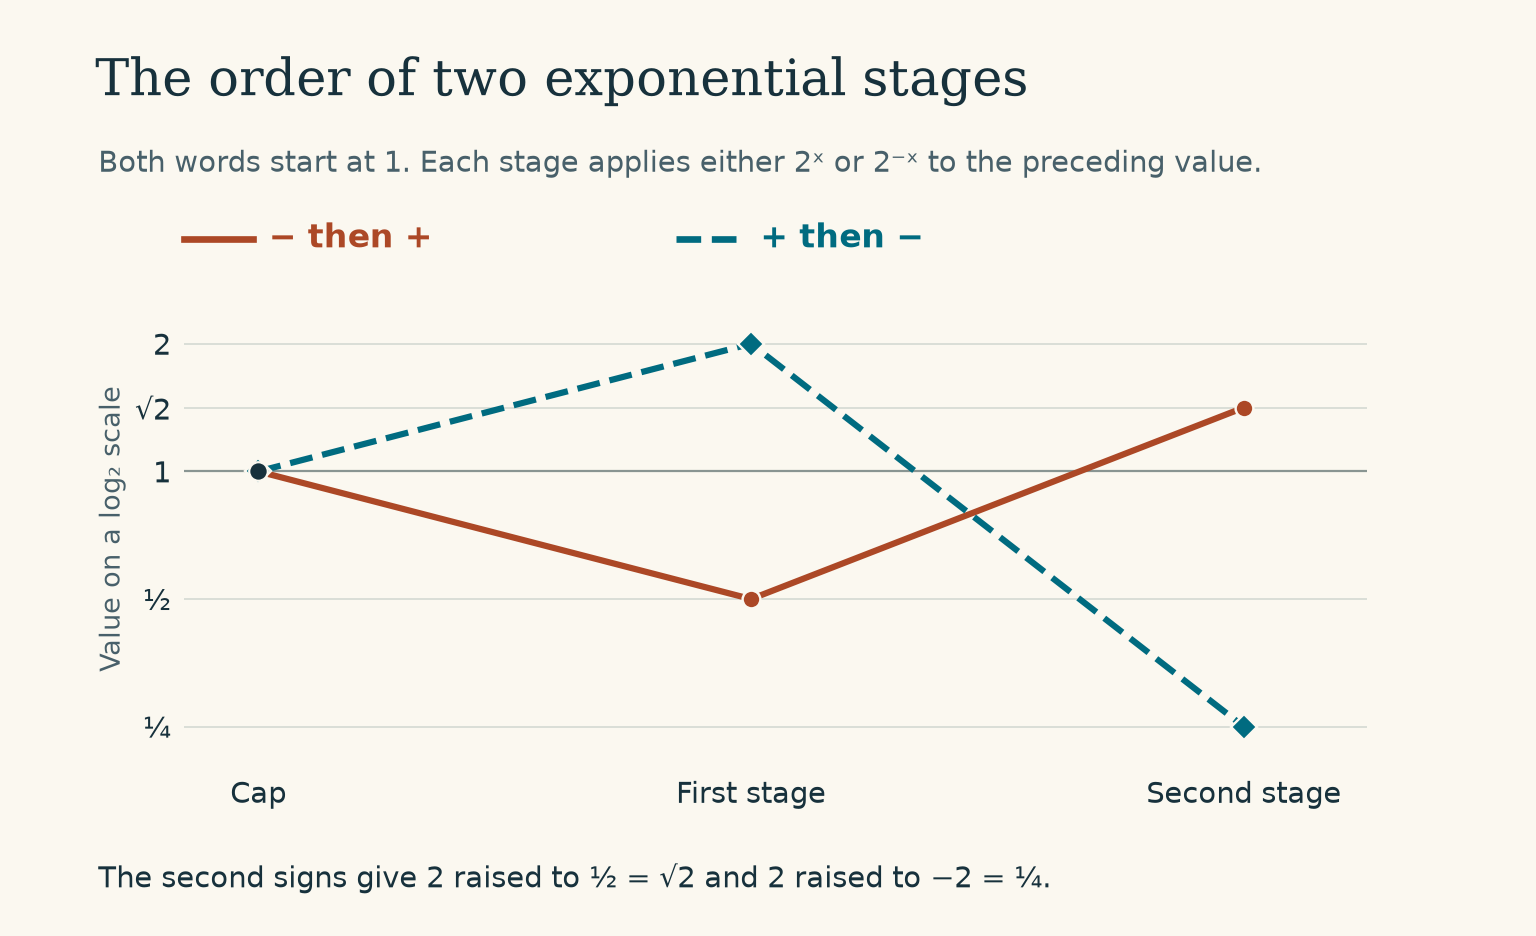 The order of two exponential stages
Both words start at 1. Each stage applies either 2ˣ or 2⁻ˣ to the preceding value.
− then +
+ then −
Value on a log₂ scale
2
√2
1
½
¼
Cap
First stage
Second stage
The second signs give 2 raised to ½ = √2 and 2 raised to −2 = ¼.